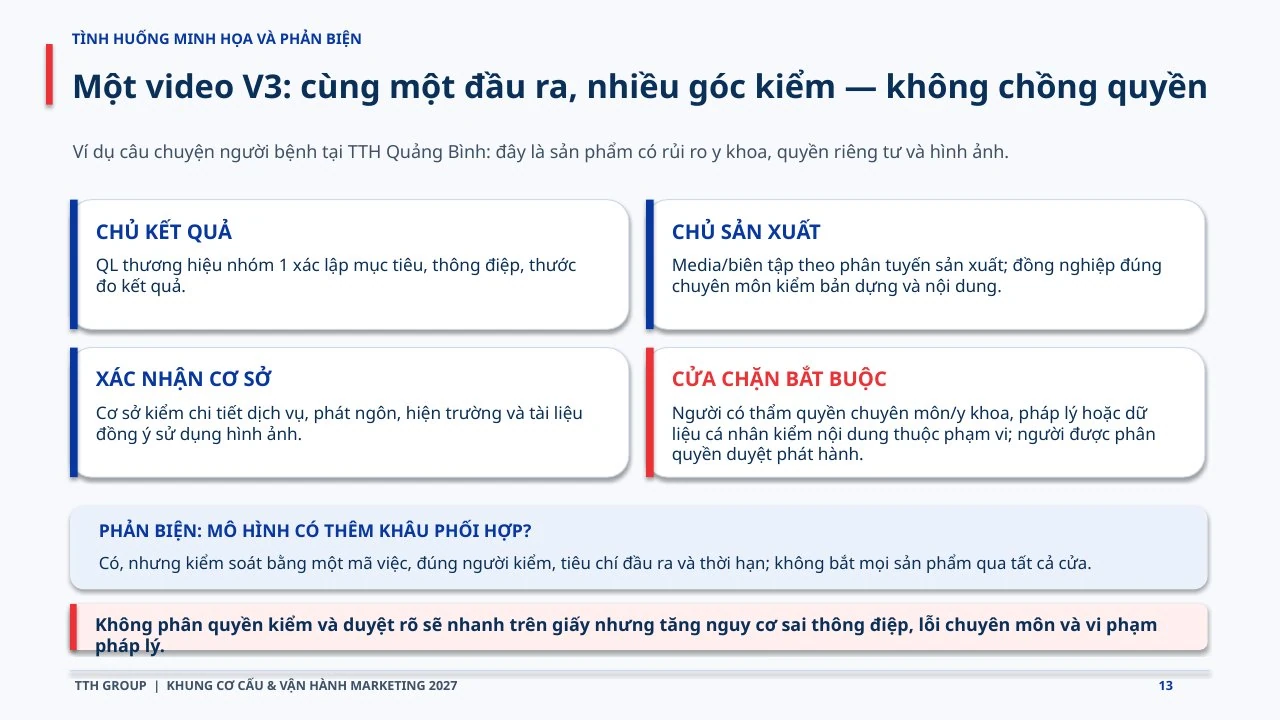 TÌNH HUỐNG MINH HỌA VÀ PHẢN BIỆN
Một video V3: cùng một đầu ra, nhiều góc kiểm — không chồng quyền
Ví dụ câu chuyện người bệnh tại TTH Quảng Bình: đây là sản phẩm có rủi ro y khoa, quyền riêng tư và hình ảnh.
CHỦ KẾT QUẢ
QL thương hiệu nhóm 1 xác lập mục tiêu, thông điệp, thước
đo kết quả.
CHỦ SẢN XUẤT
Media/biên tập theo phân tuyến sản xuất; đồng nghiệp đúng
chuyên môn kiểm bản dựng và nội dung.
XÁC NHẬN CƠ SỞ
Cơ sở kiểm chi tiết dịch vụ, phát ngôn, hiện trường và tài liệu
đồng ý sử dụng hình ảnh.
CỬA CHẶN BẮT BUỘC
Người có thẩm quyền chuyên môn/y khoa, pháp lý hoặc dữ
liệu cá nhân kiểm nội dung thuộc phạm vi; người được phân
quyền duyệt phát hành.
PHẢN BIỆN: MÔ HÌNH CÓ THÊM KHÂU PHỐI HỢP?
Có, nhưng kiểm soát bằng một mã việc, đúng người kiểm, tiêu chí đầu ra và thời hạn; không bắt mọi sản phẩm qua tất cả cửa.
Không phân quyền kiểm và duyệt rõ sẽ nhanh trên giấy nhưng tăng nguy cơ sai thông điệp, lỗi chuyên môn và vi phạm
pháp lý.
TTH GROUP | KHUNG CƠ CẤU & VẬN HÀNH MARKETING 2027
13